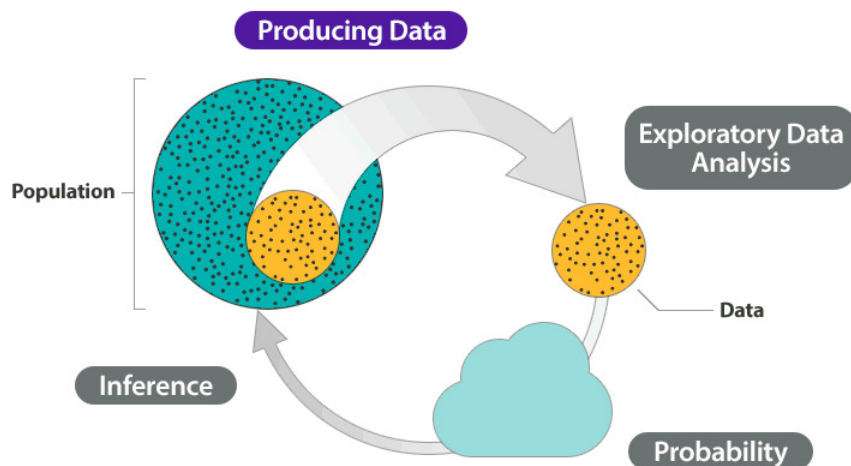 Producing Data
Exploratory Data
Analysis
Population
Data
Inference
Probability